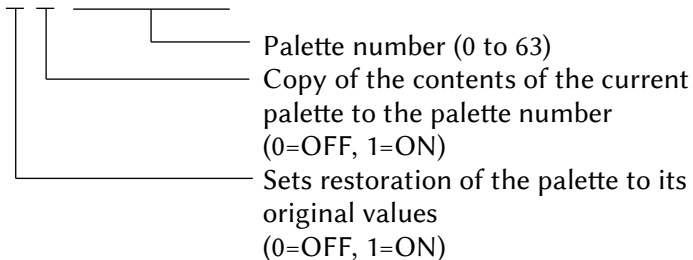 Palette number (0 to 63)
Copy of the contents of the current
palette to the palette number
(0=OFF, 1=ON)
Sets restoration of the palette to its
original values
(0=OFF, 1=ON)